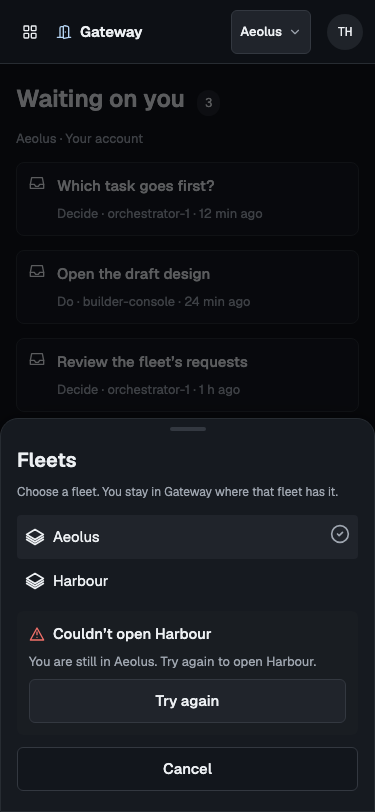 Gateway
Aeolus
TH
Waiting on you 3
Aeolus · Your account
Which task goes first?
Decide · orchestrator-1 · 12 min ago
Open the draft design
Do · builder-console · 24 min ago
Review the fleet’s requests
Decide · orchestrator-1 · 1 h ago
Fleets
Choose a fleet. You stay in Gateway where that fleet has it.
Aeolus
Harbour
Couldn’t open Harbour
You are still in Aeolus. Try again to open Harbour.
Try again
Cancel